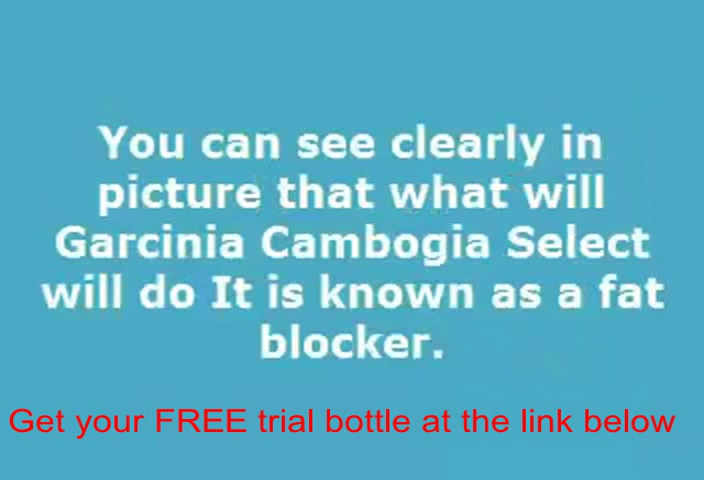 You can see clearly in
picture that what will
Garcinia Cambogia Select
will do It is known as a fat
blocker.
Get your FREE trial bottle at the link below